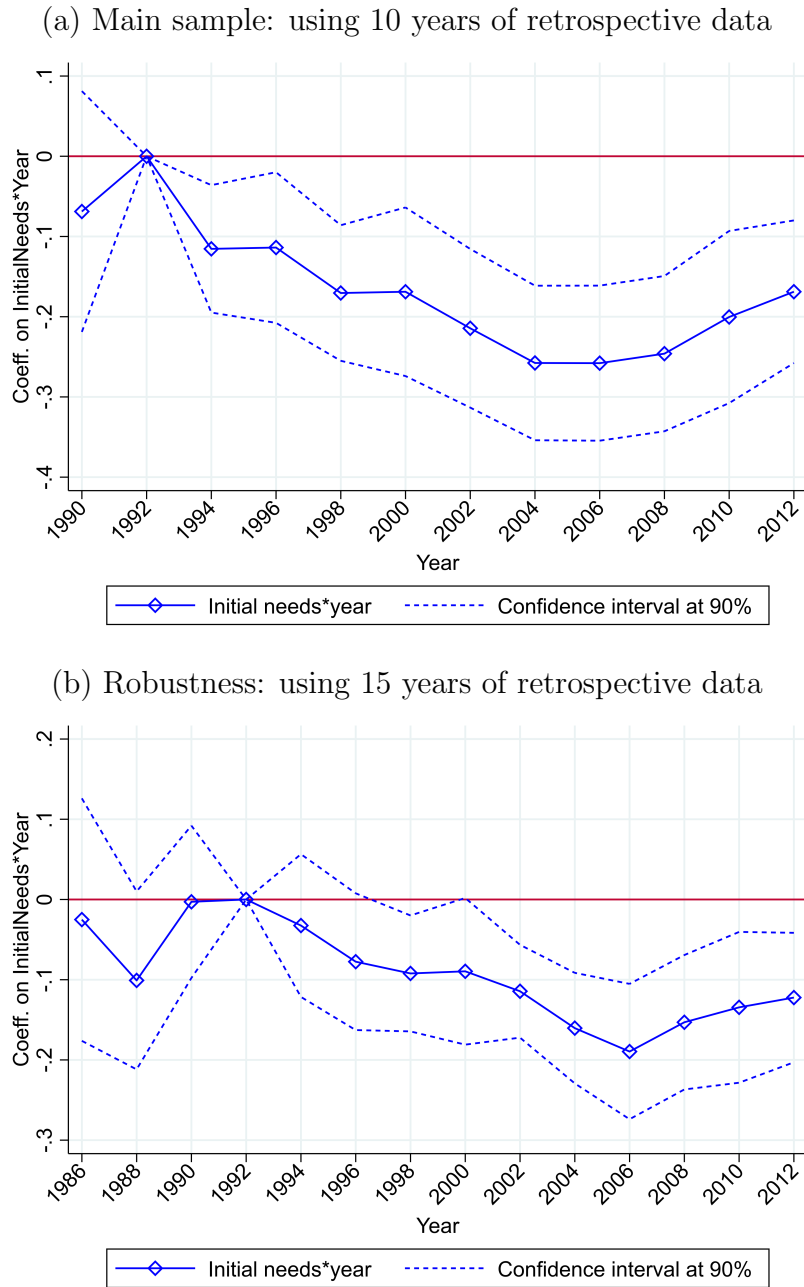 (a) Main sample: using 10 years of retrospective data
Coeff. on InitialNeeds*Year
.1
0
.1
-.2
-.3
-.4
1990 1992 1994 1996 1998 2000 2002 2004 2006 2008 2010 2012
Year
Initial needs*year Confidence interval at 90%
(b) Robustness: using 15 years of retrospective data
Coeff. on InitialNeeds*Year
.2
.1
0
.1
-.2
-.3
1986 1988 1990 1992 1994 1996 1998 2000 2002 2004 2006 2008 2010 2012
Year
Initial needs*year Confidence interval at 90%